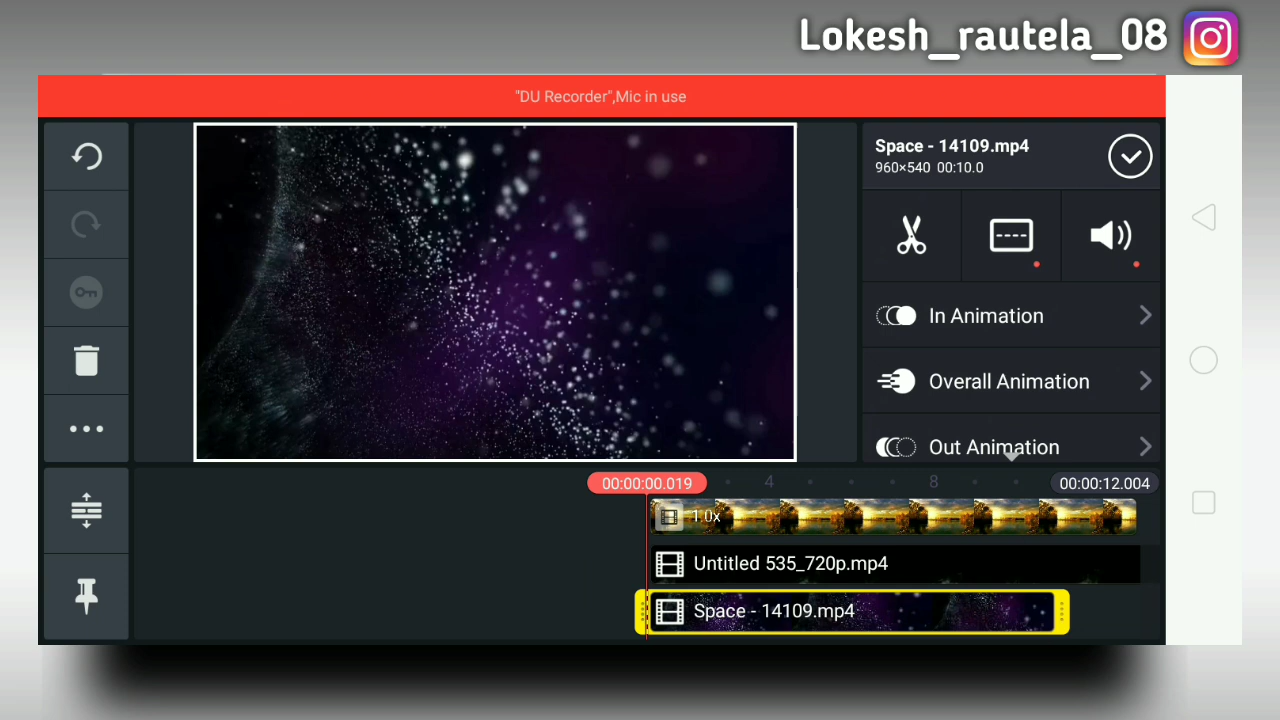 Lokesh_rautela_08
"DU Recorder",Mic in use
Space - 14109.mp4
960×540 00:10.0
In Animation
Overall Animation
Out Animation
00:00:00.019
4
8
00:00:12.004
1.0x
Untitled 535_720p.mp4
Space - 14109.mp4